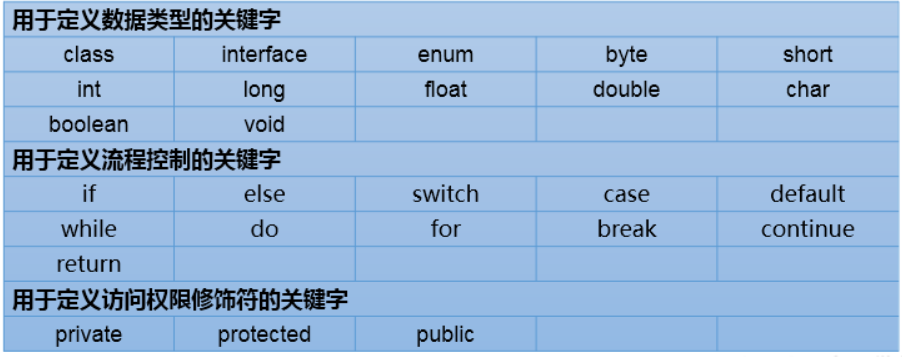 用于定义数据类型的关键字
class interface enum byte short
int long float double char
boolean void
用于定义流程控制的关键字
if else switch case default
while do for break continue
return
用于定义访问权限修饰符的关键字
private protected public